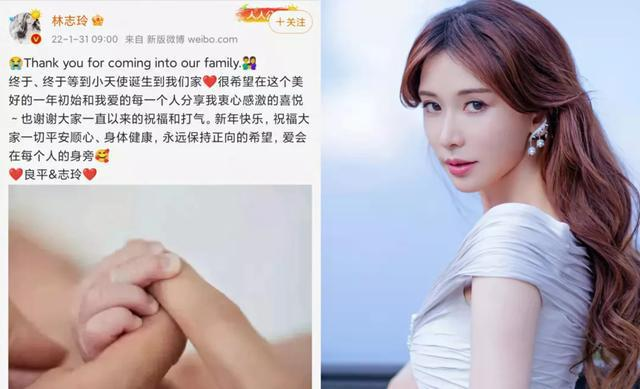 林志玲
22-1-31 09:00 来自 新版微博 weibo.com
+关注
😭Thank you for coming into our family.👫
终于、终于等到小天使诞生到我们家❤️很希望在这个美
好的一年初始和我爱的每一个人分享我衷心感激的喜悦
~也谢谢大家一直以来的祝福和打气。新年快乐，祝福大
家一切平安顺心、身体健康，永远保持正向的希望，爱会
在每个人的身旁🥰
❤️良平&志玲❤️